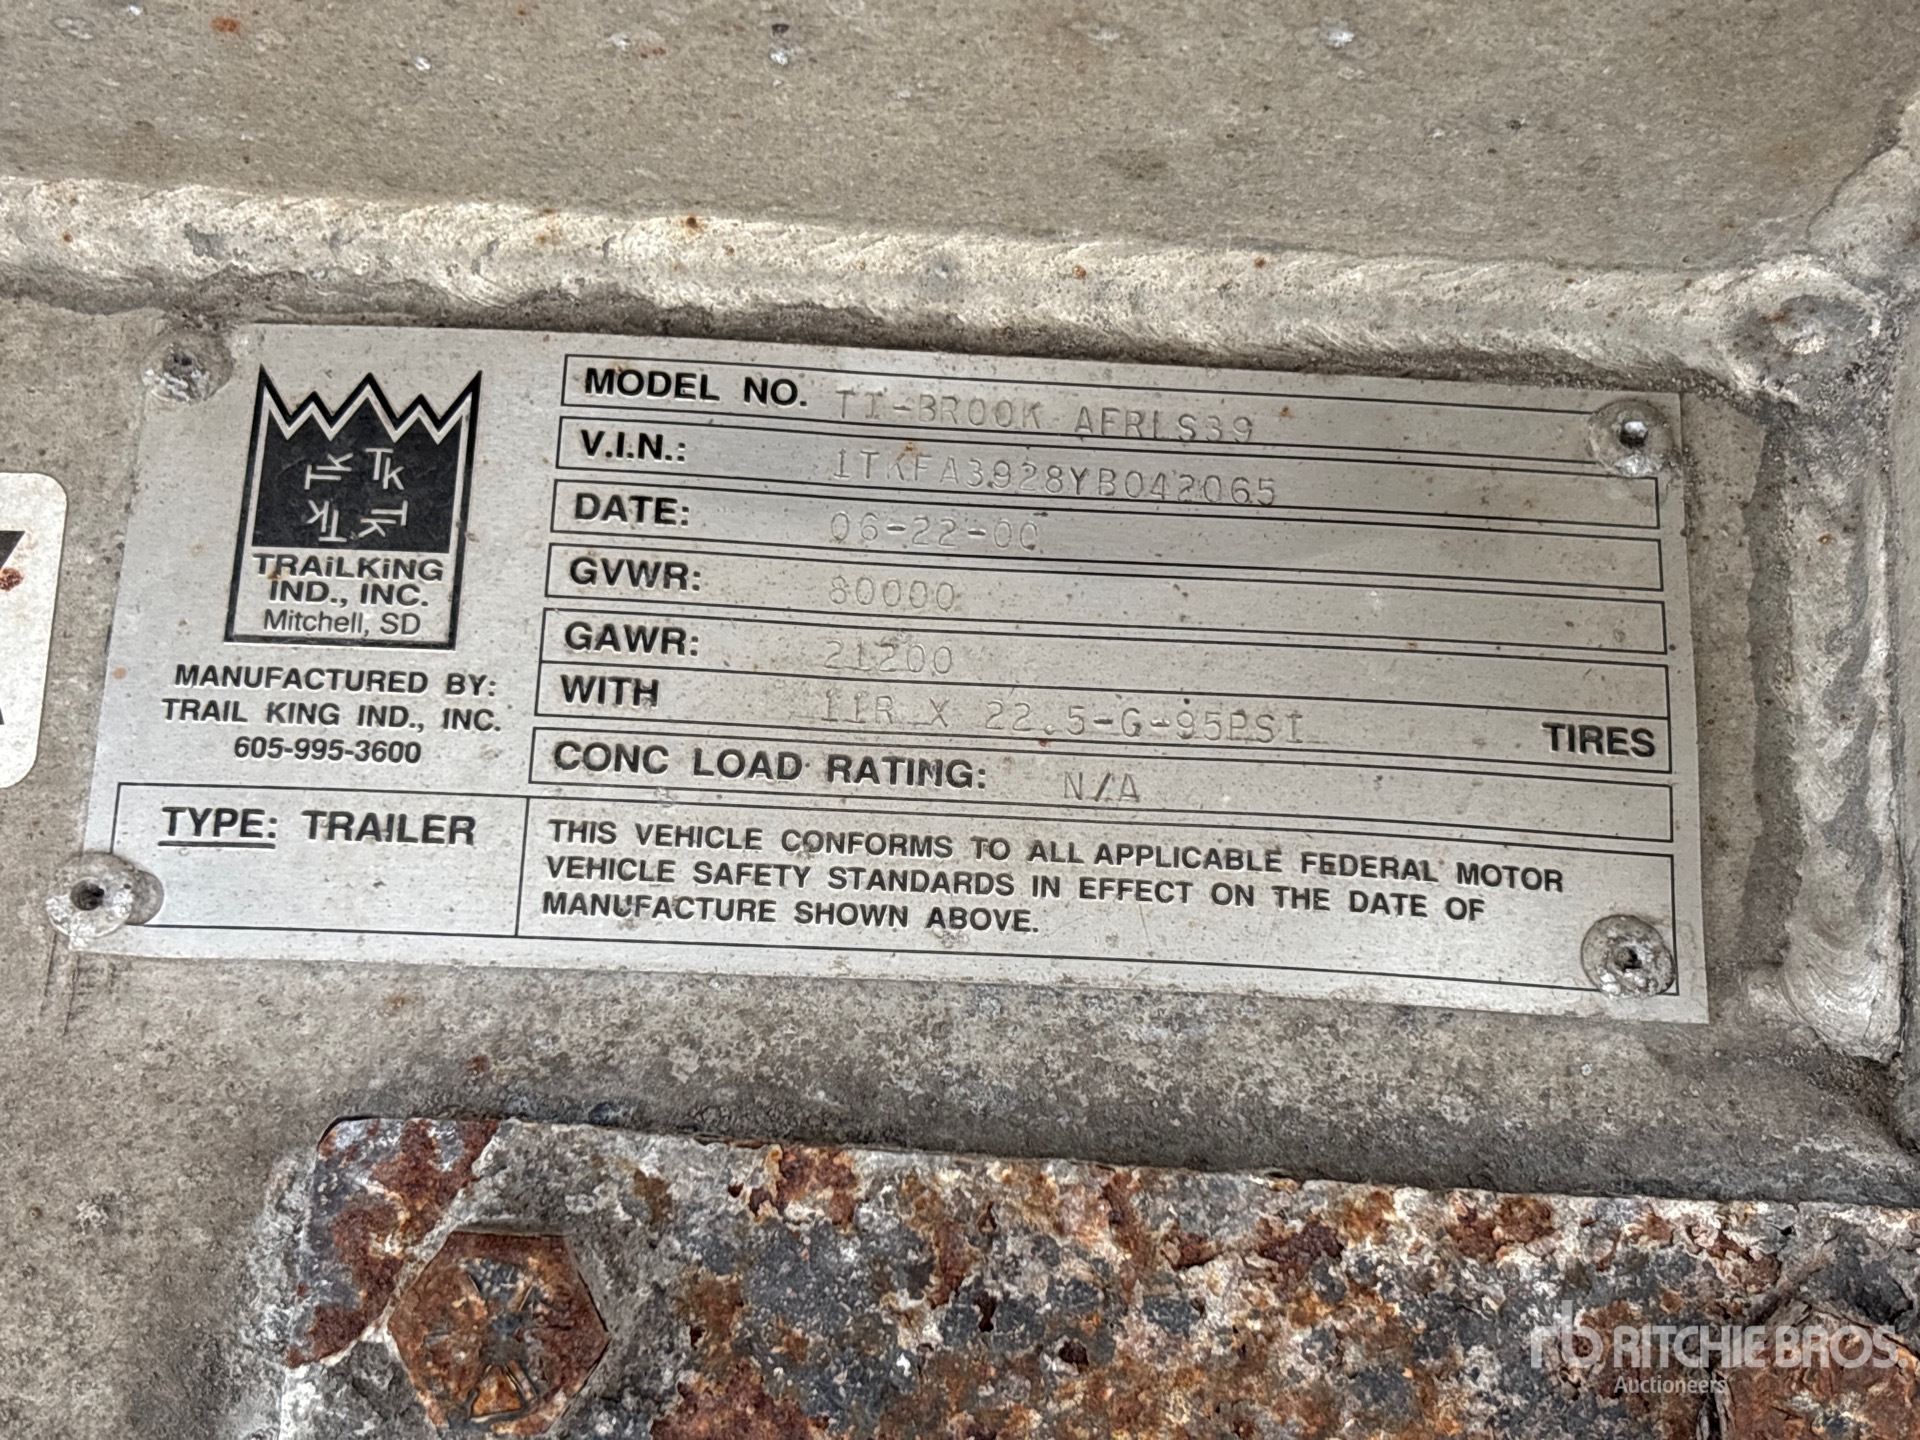 TK TK
TK TK
TRAILKING
IND., INC.
Mitchell, SD
MANUFACTURED BY:
TRAIL KING IND., INC.
605-995-3600
MODEL NO. TI-BROOK AFRLS39
V.I.N.: 1TKFA3928YB042065
DATE: 06-22-00
GVWR: 80000
GAWR: 21200
WITH 11R X 22.5-G-95PSI TIRES
CONC LOAD RATING: N/A
TYPE: TRAILER
THIS VEHICLE CONFORMS TO ALL APPLICABLE FEDERAL MOTOR
VEHICLE SAFETY STANDARDS IN EFFECT ON THE DATE OF
MANUFACTURE SHOWN ABOVE.
rb RITCHIE BROS.
Auctioneers